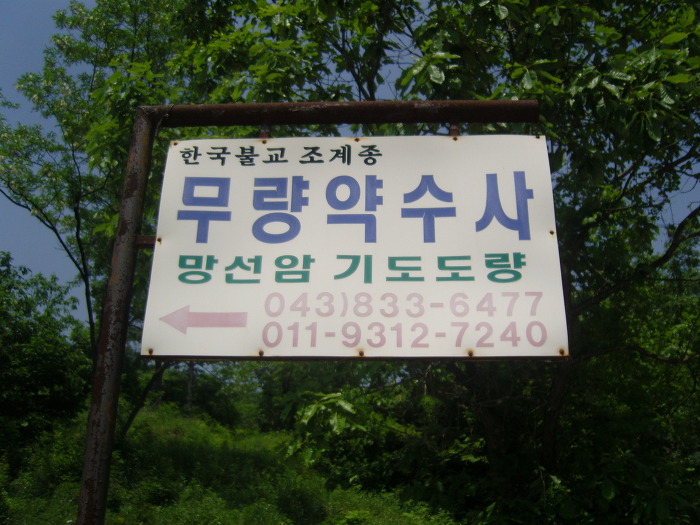 한국불교 조계종
무량약수사
망선암 기도도량
043)833-6477
011-9312-7240